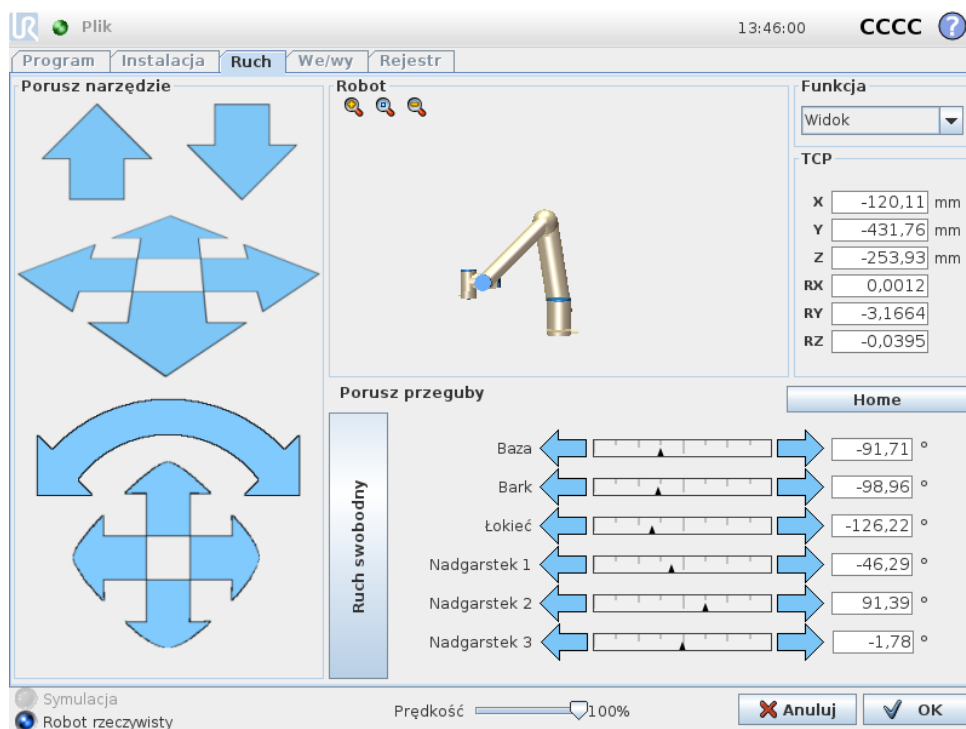 UR Plik 13:46:00 CCCC ?
Program Instalacja Ruch We/wy Rejestr
Porusz narzędzie
Robot
Funkcja
Widok
TCP
X -120,11 mm
Y -431,76 mm
Z -253,93 mm
RX 0,0012
RY -3,1664
RZ -0,0395
Porusz przeguby
Home
Ruch swobodny
Baza -91,71 °
Bark -98,96 °
Łokieć -126,22 °
Nadgarstek 1 -46,29 °
Nadgarstek 2 91,39 °
Nadgarstek 3 -1,78 °
Symulacja
Robot rzeczywisty
Prędkość 100%
Anuluj
OK